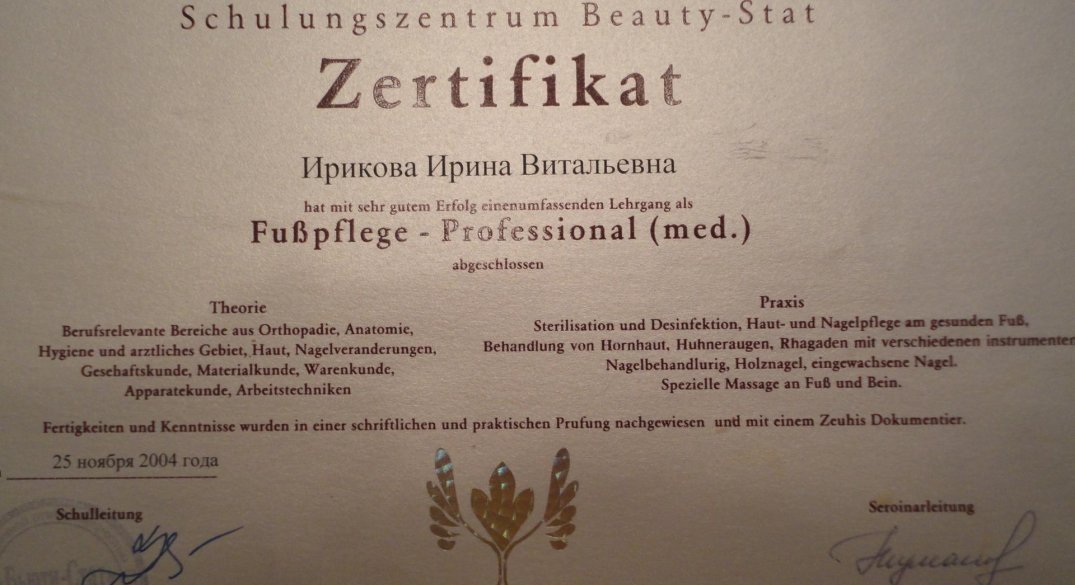 Schulungszentrum Beauty-Stat
Zertifikat
Ирикова Ирина Витальевна
hat mit sehr gutem Erfolg einenumfassenden Lehrgang als
Fußpflege - Professional (med.)
abgeschlossen
Theorie
Berufsrelevante Bereiche aus Orthopadie, Anatomie,
Hygiene und arztliches Gebiet, Haut, Nagelveranderungen,
Geschaftskunde, Materialkunde, Warenkunde,
Apparatekunde, Arbeitstechniken
Praxis
Sterilisation und Desinfektion, Haut- und Nagelpflege am gesunden Fuß,
Behandlung von Hornhaut, Huhneraugen, Rhagaden mit verschiedenen instrumenten
Nagelbehandlurig, Holznagel, eingewachsene Nagel.
Spezielle Massage an Fuß und Bein.
Fertigkeiten und Kenntnisse wurden in einer schriftlichen und praktischen Prufung nachgewiesen und mit einem Zeuhis Dokumentier.
25 ноября 2004 года
Schulleitung
Seroinarleitung